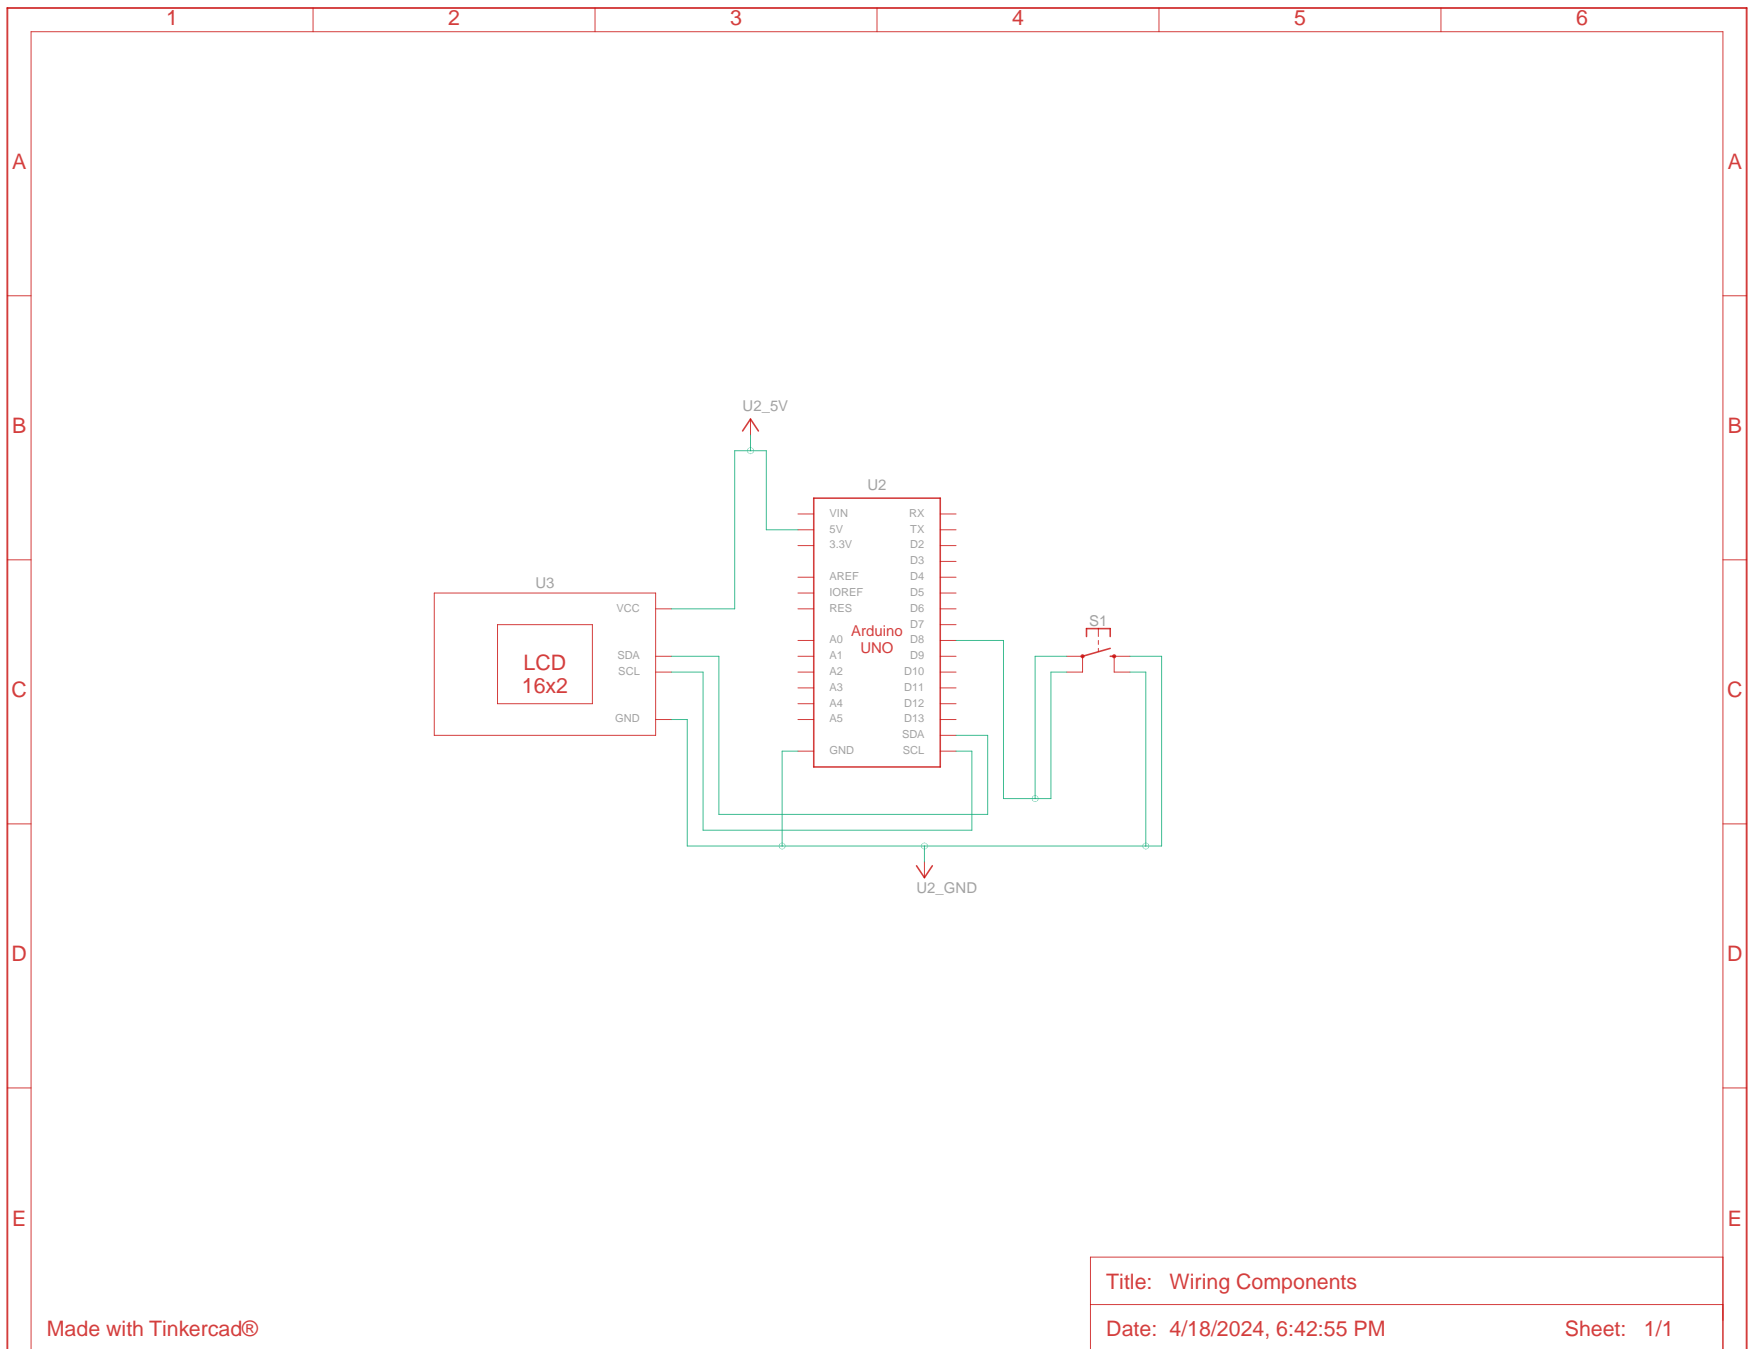 1 2 3 4 5 6
A A
B B
U2_5V
U2
VIN RX
5V TX
3.3V D2
D3
AREF D4
IOREF D5
RES D6
D7
A0 D8
A1 D9
A2 D10
A3 D11
A4 D12
A5 D13
SDA
GND SCL
Arduino
UNO
U3
VCC
SDA
SCL
GND
LCD
16x2
S1
C C
U2_GND
D D
E E
Title: Wiring Components
Made with Tinkercad®
Date: 4/18/2024, 6:42:55 PM Sheet: 1/1